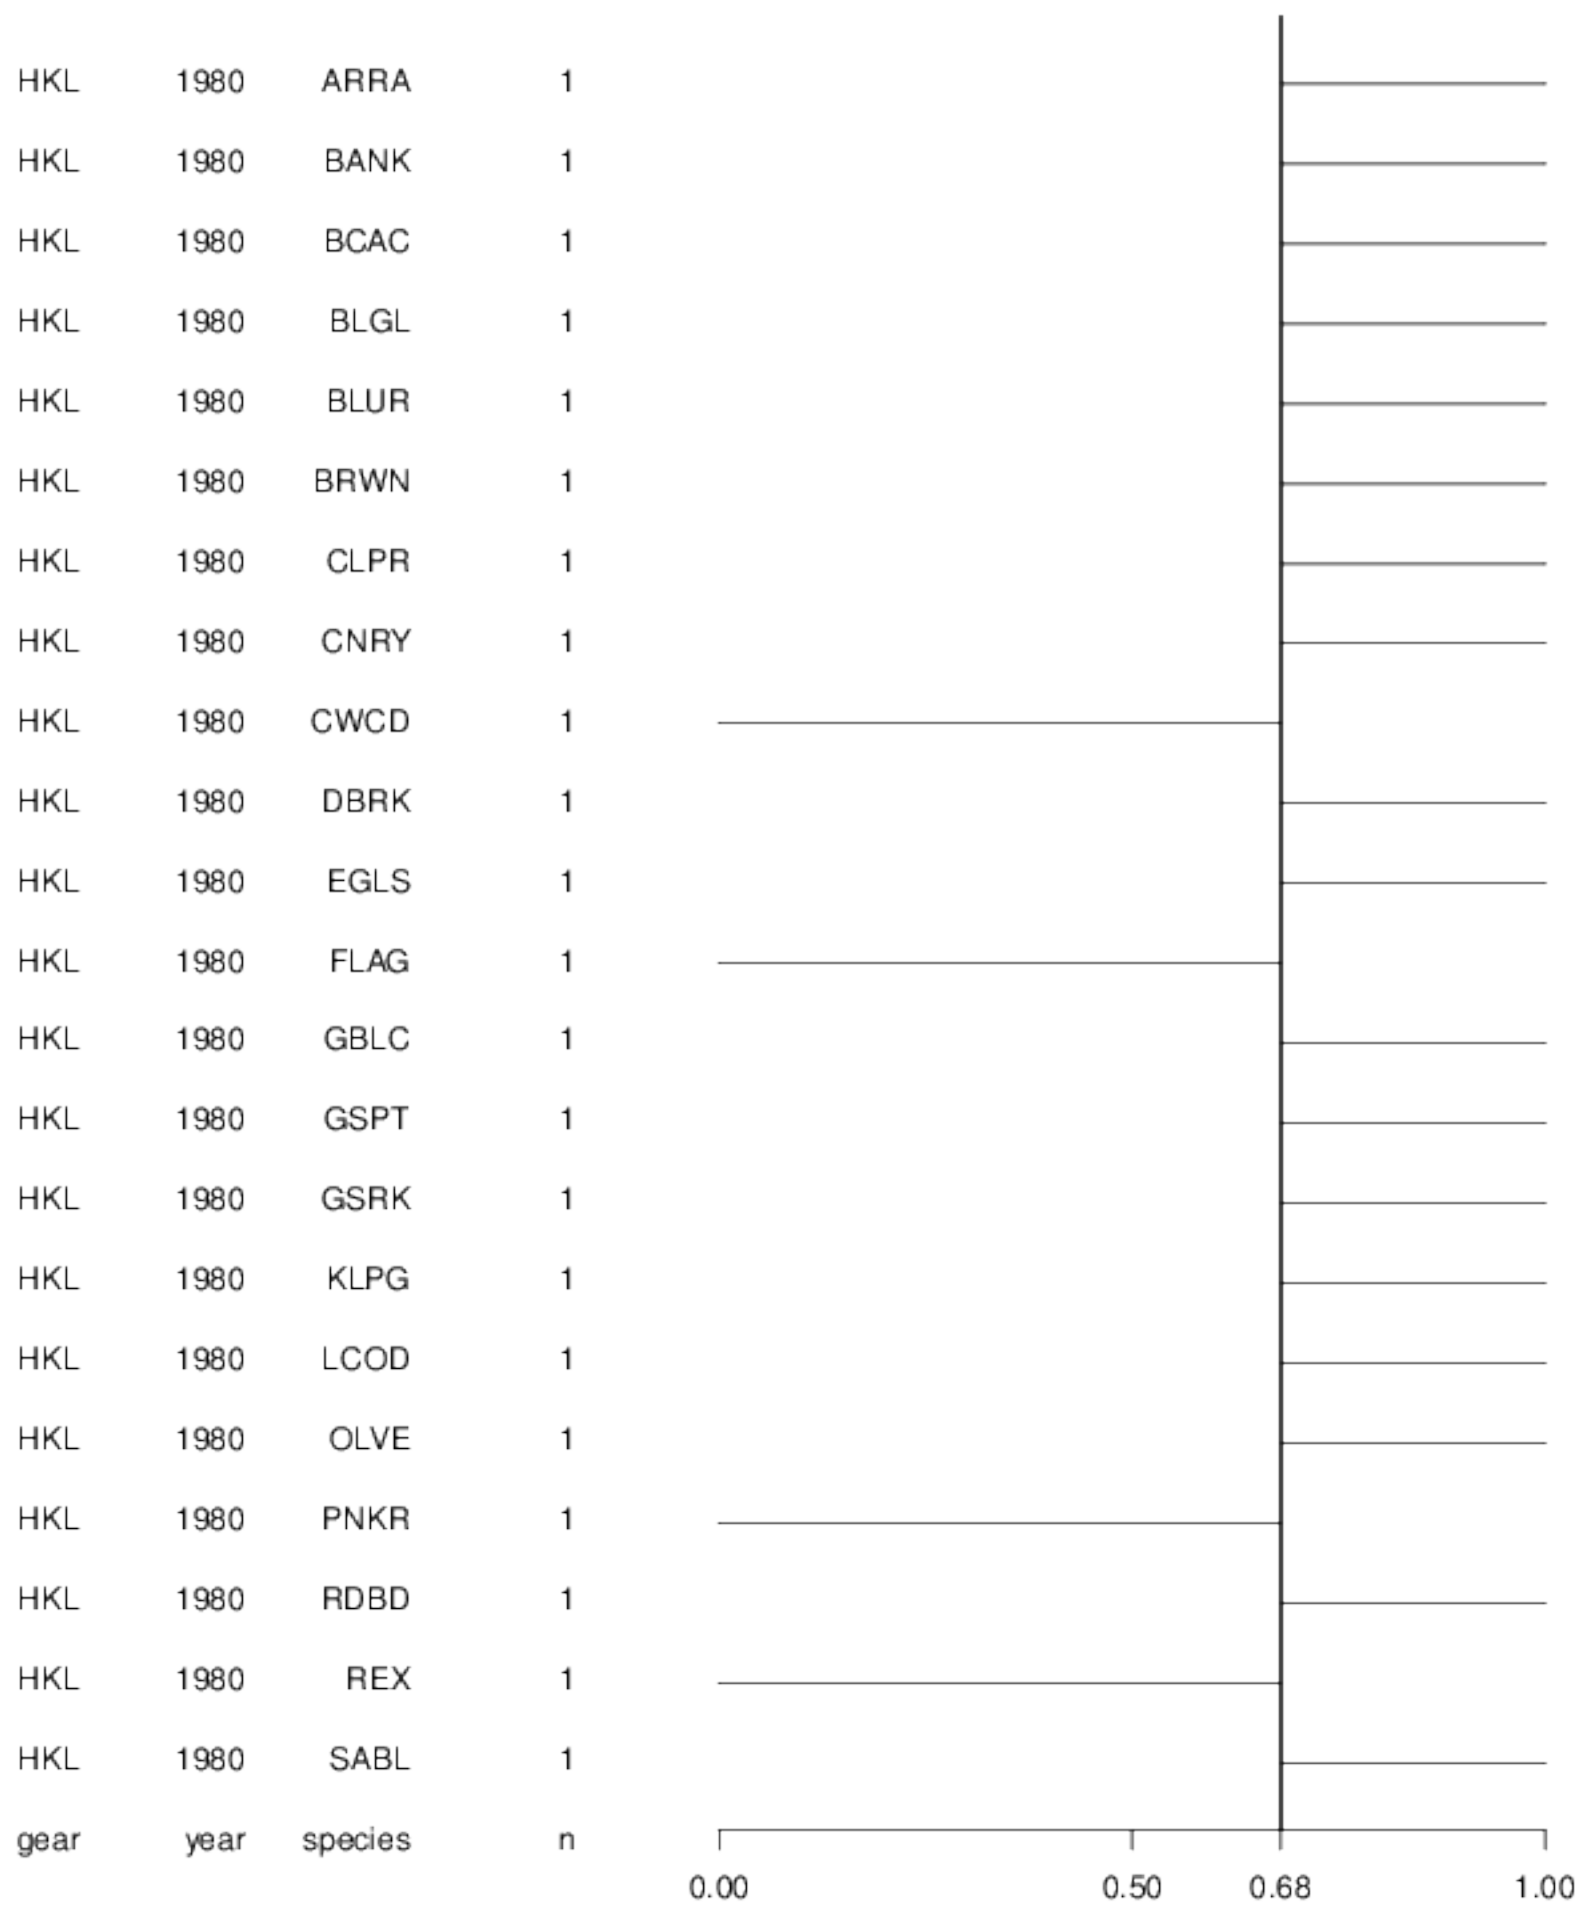 HKL 1980 ARRA 1
HKL 1980 BANK 1
HKL 1980 BCAC 1
HKL 1980 BLGL 1
HKL 1980 BLUR 1
HKL 1980 BRWN 1
HKL 1980 CLPR 1
HKL 1980 CNRY 1
HKL 1980 CWCD 1
HKL 1980 DBRK 1
HKL 1980 EGLS 1
HKL 1980 FLAG 1
HKL 1980 GBLC 1
HKL 1980 GSPT 1
HKL 1980 GSRK 1
HKL 1980 KLPG 1
HKL 1980 LCOD 1
HKL 1980 OLVE 1
HKL 1980 PNKR 1
HKL 1980 RDBD 1
HKL 1980 REX 1
HKL 1980 SABL 1
gear year species n
0.00 0.50 0.68 1.00